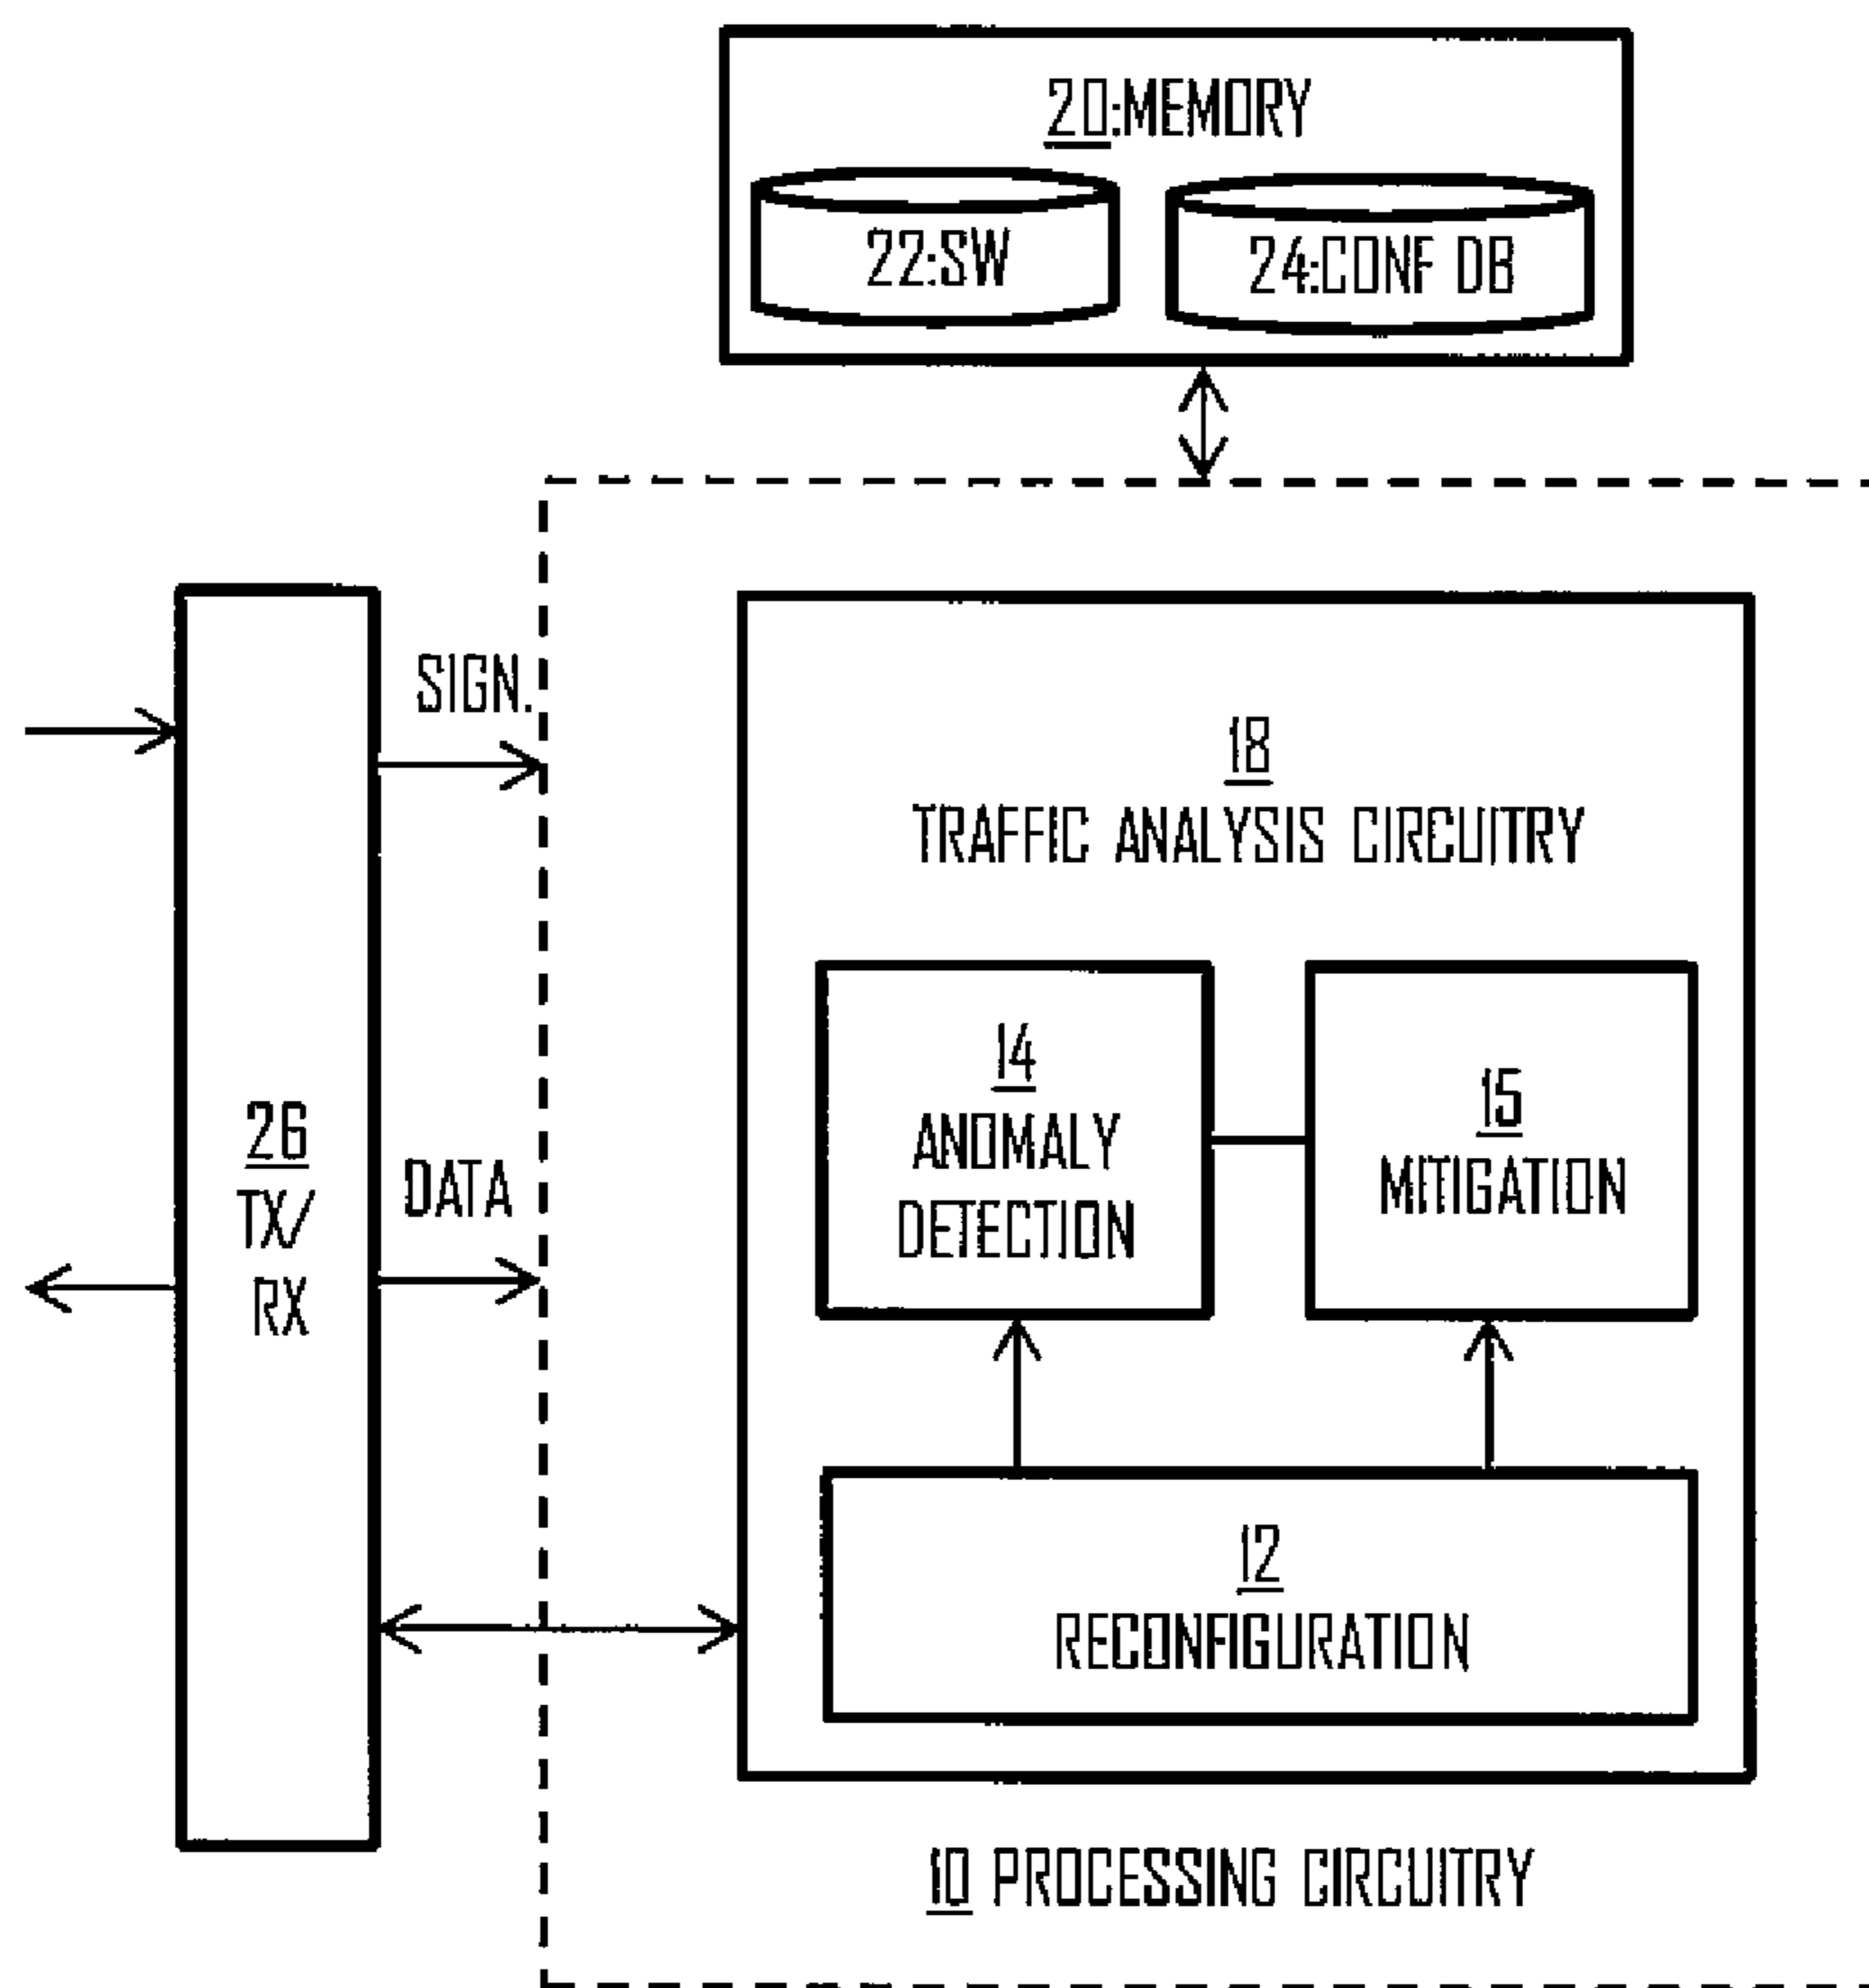 20:MEMORY
22:SW
24:CONF DB
SIGN.
18
TRAFFIC ANALYSIS CIRCUITRY
14
ANOMALY
DETECTION
15
MITIGATION
26
TX/
RX
DATA
12
RECONFIGURATION
10 PROCESSING CIRCUITRY